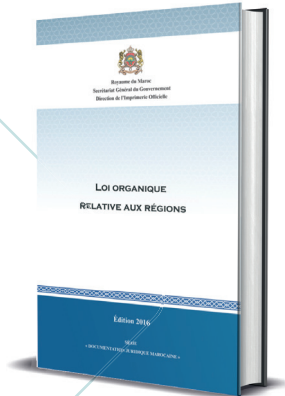 Royaume du Maroc
Secrétariat Général du Gouvernement
Direction de l'Imprimerie Officielle
LOI ORGANIQUE
RELATIVE AUX RÉGIONS
Édition 2016
SÉRIE
« DOCUMENTATION JURIDIQUE MAROCAINE »